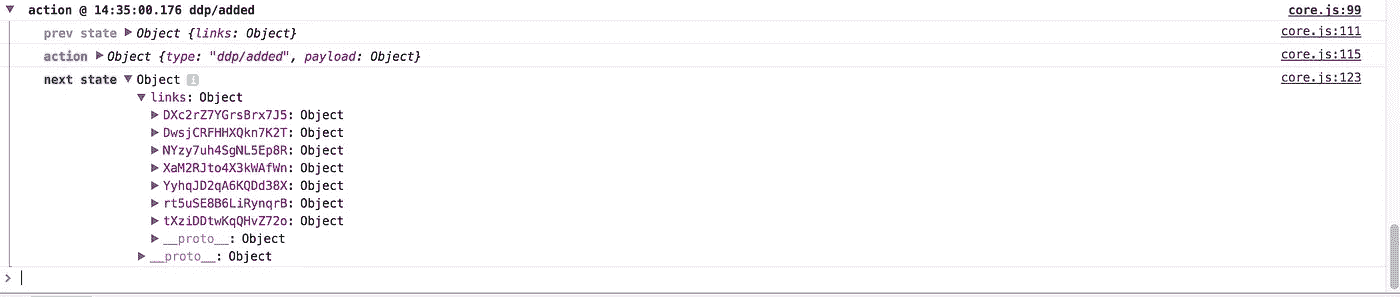 action @ 14:35:00.176 ddp/added core.js:99
prev state Object {links: Object} core.js:111
action Object {type: "ddp/added", payload: Object} core.js:115
next state Object i core.js:123
links: Object
DXc2rZ7YGrsBrx7J5: Object
DwsjCRFHHXQkn7K2T: Object
NYzy7uh4SgNL5Ep8R: Object
XaM2RJto4X3kWAfWn: Object
YyhqJD2qA6KQDd38X: Object
rt5uSE8B6LiRynqrB: Object
tXziDDtwKqQHvZ72o: Object
__proto__: Object
__proto__: Object
>